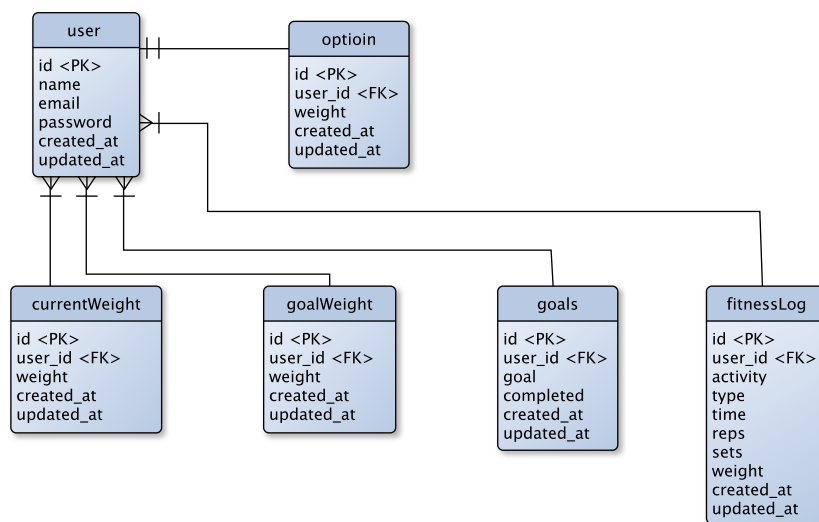 user
id <PK>
name
email
password
created_at
updated_at
optioin
id <PK>
user_id <FK>
weight
created_at
updated_at
currentWeight
id <PK>
user_id <FK>
weight
created_at
updated_at
goalWeight
id <PK>
user_id <FK>
weight
created_at
updated_at
goals
id <PK>
user_id <FK>
goal
completed
created_at
updated_at
fitnessLog
id <PK>
user_id <FK>
activity
type
time
reps
sets
weight
created_at
updated_at